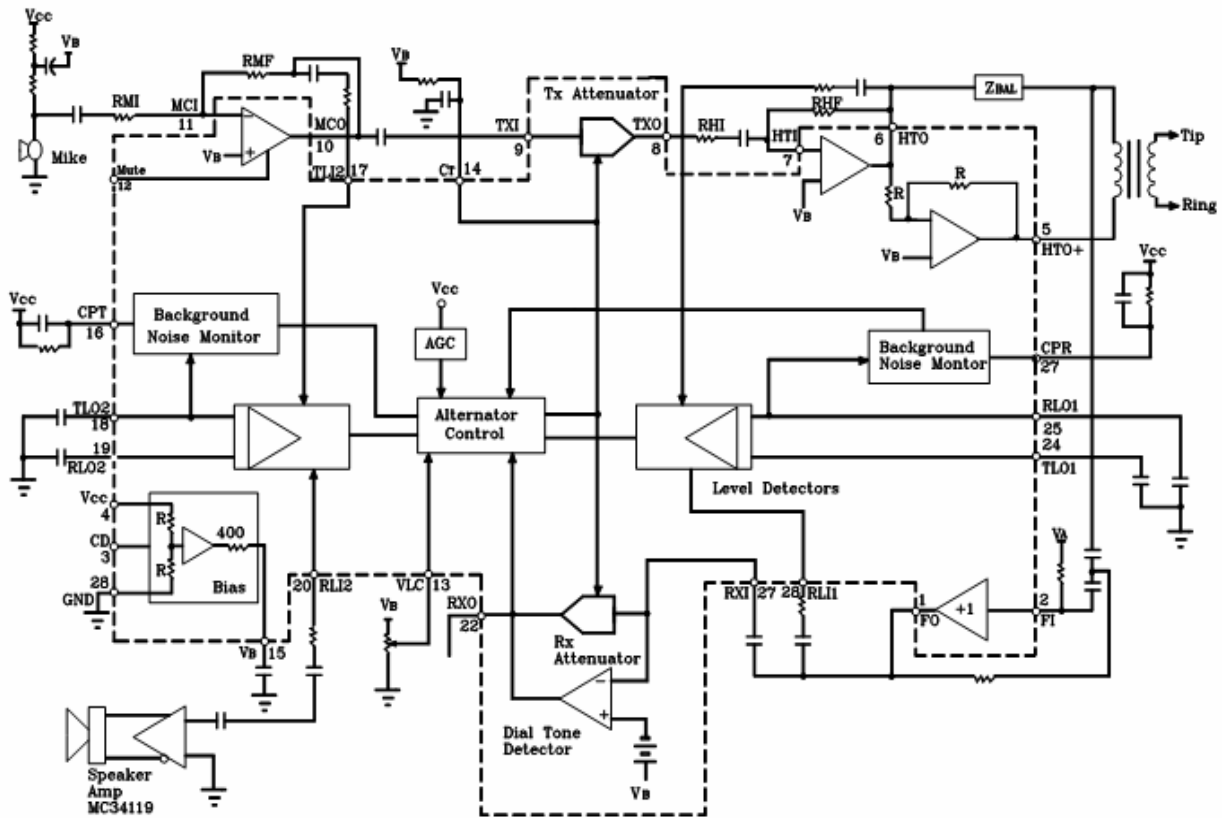 Vcc
VB
RMI
MCI
11
RMF
VB
Mike
Mute
12
MCO
10
TLI2
17
VB
CT
14
TXI
9
Tx Attenuator
TXO
8
RHI
RHF
HTI
7
HTO
6
VB
R
R
VB
ZBAL
Tip
Ring
5
HTO+
Vcc
Vcc
CPT
16
Background
Noise Monitor
Vcc
AGC
Alternator
Control
Background
Noise Montor
CPR
27
TLO2
18
19
RLO2
RLO1
25
24
TLO1
Level Detectors
Vcc
4
CD
3
28
GND
R
R
400
Bias
VB
15
20
RLI2
VLC
13
VB
RXO
22
Rx
Attenuator
Dial Tone
Detector
VB
RXI
27
28
RLI1
1
FO
+1
2
FI
VA
Speaker
Amp
MC34119